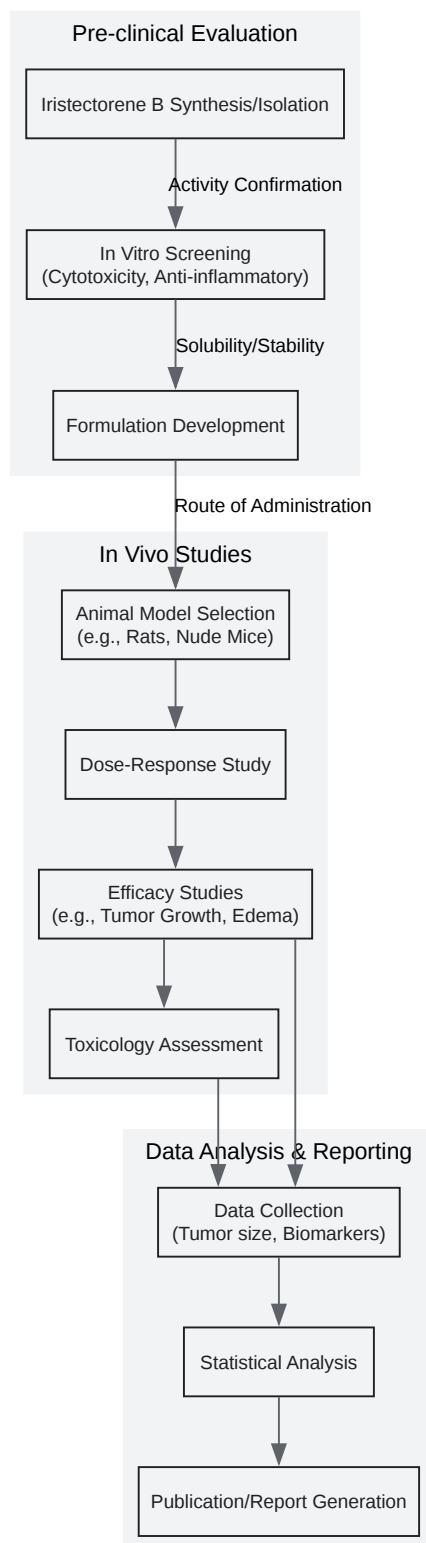 Pre-clinical Evaluation
Iristectorene B Synthesis/Isolation
Activity Confirmation
In Vitro Screening
(Cytotoxicity, Anti-inflammatory)
Solubility/Stability
Formulation Development
Route of Administration
In Vivo Studies
Animal Model Selection
(e.g., Rats, Nude Mice)
Dose-Response Study
Efficacy Studies
(e.g., Tumor Growth, Edema)
Toxicology Assessment
Data Analysis & Reporting
Data Collection
(Tumor size, Biomarkers)
Statistical Analysis
Publication/Report Generation